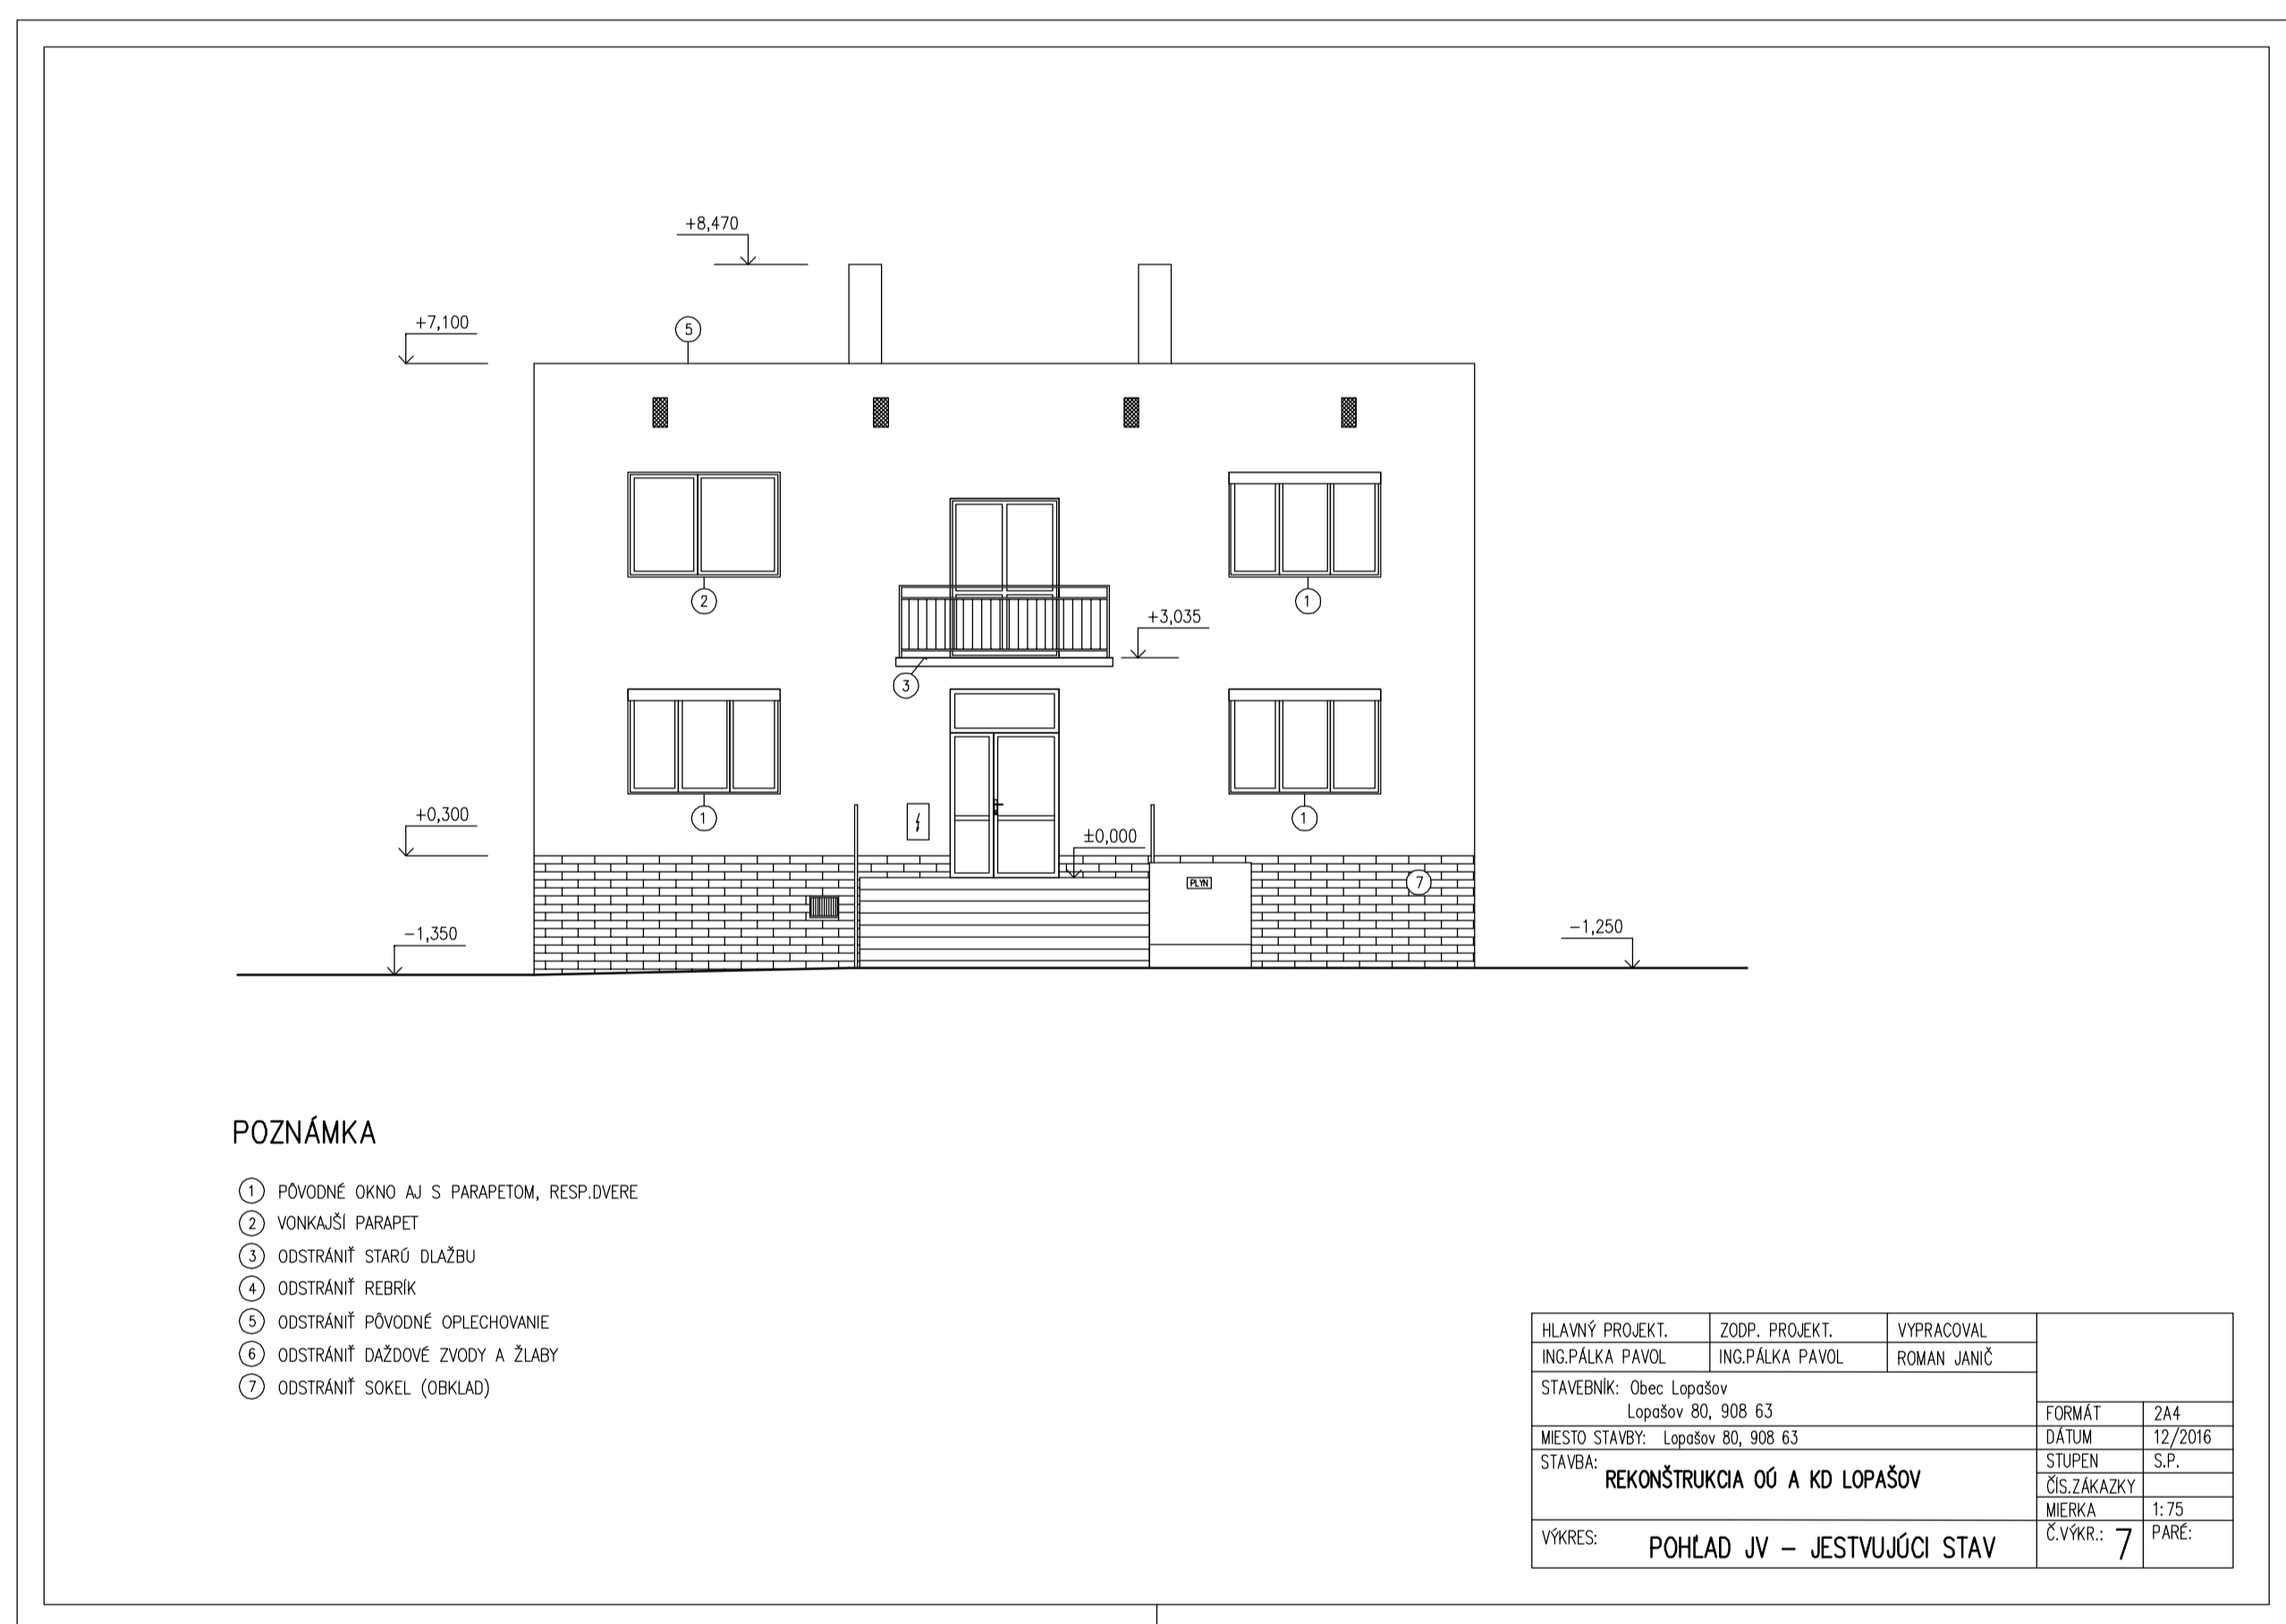 +8,470
+7,100
5
2
1
+3,035
3
+0,300
1
1
±0,000
PLYN
7
-1,350
-1,250
POZNÁMKA
1 PÔVODNÉ OKNO AJ S PARAPETOM, RESP.DVERE
2 VONKAJŠÍ PARAPET
3 ODSTRÁNIŤ STARÚ DLAŽBU
4 ODSTRÁNIŤ REBRÍK
5 ODSTRÁNIŤ PÔVODNÉ OPLECHOVANIE
6 ODSTRÁNIŤ DAŽDOVÉ ZVODY A ŽLABY
7 ODSTRÁNIŤ SOKEL (OBKLAD)
HLAVNÝ PROJEKT. ZODP. PROJEKT. VYPRACOVAL
ING.PÁLKA PAVOL ING.PÁLKA PAVOL ROMAN JANIČ
STAVEBNÍK: Obec Lopašov
Lopašov 80, 908 63
FORMÁT 2A4
MIESTO STAVBY: Lopašov 80, 908 63
DÁTUM 12/2016
STAVBA: REKONŠTRUKCIA OÚ A KD LOPAŠOV
STUPEN S.P.
ČÍS.ZÁKAZKY
MIERKA 1:75
VÝKRES: POHĽAD JV – JESTVUJÚCI STAV
Č.VÝKR.: 7 PARÉ: